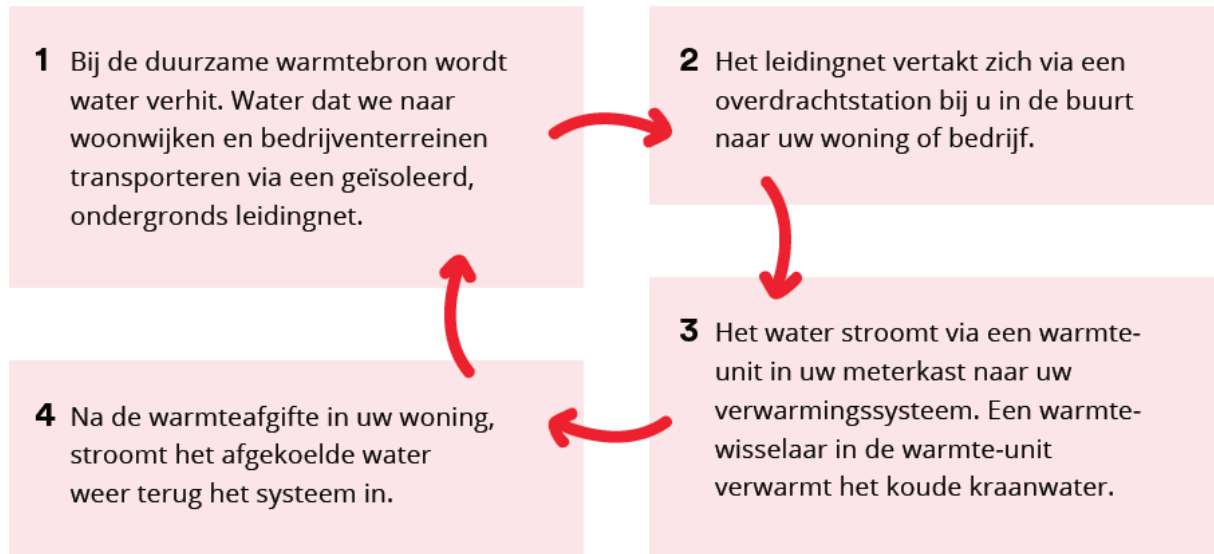 1 Bij de duurzame warmtebron wordt
water verhit. Water dat we naar
woonwijken en bedrijventerreinen
transporteren via een geïsoleerd,
ondergronds leidingnet.
2 Het leidingnet vertakt zich via een
overdrachtstation bij u in de buurt
naar uw woning of bedrijf.
3 Het water stroomt via een warmte-
unit in uw meterkast naar uw
verwarmingssysteem. Een warmte-
wisselaar in de warmte-unit
verwarmt het koude kraanwater.
4 Na de warmteafgifte in uw woning,
stroomt het afgekoelde water
weer terug het systeem in.